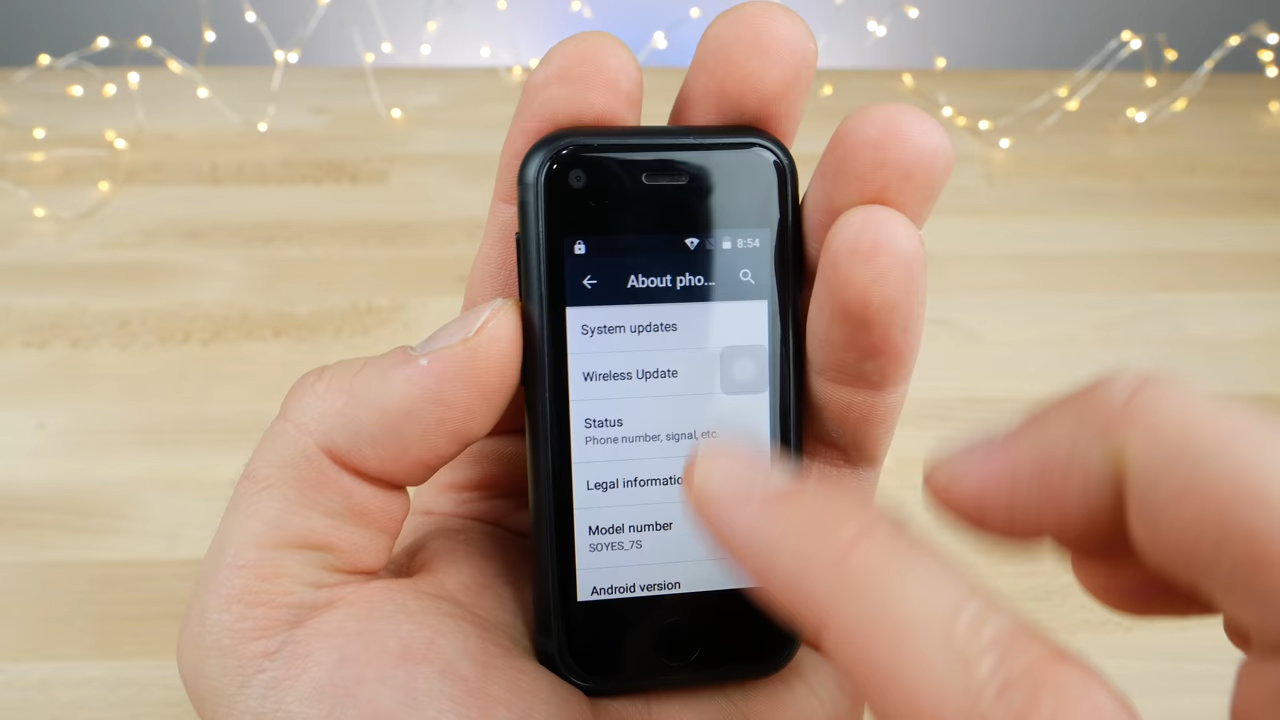 8:54
About pho...
System updates
Wireless Update
Status
Phone number, signal, etc.
Legal informatio
Model number
SOYES_7S
Android version